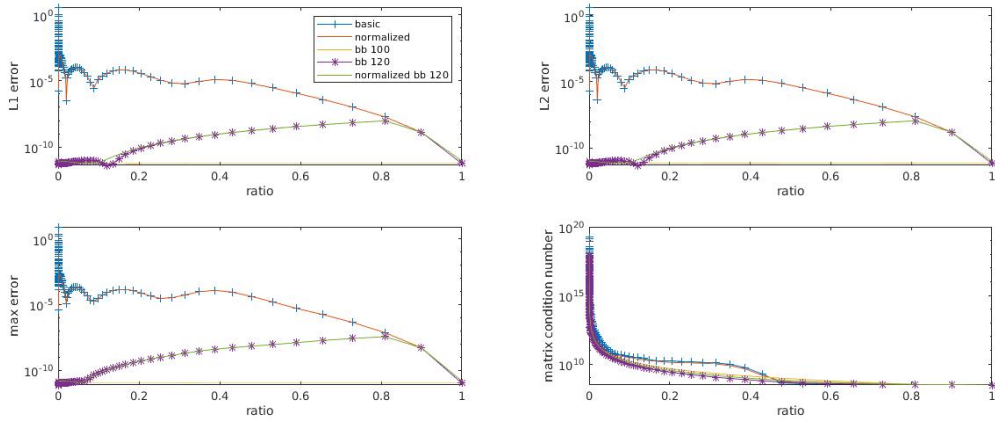 10^0
10^-5
10^-10
L1 error
0
0.2
0.4
0.6
0.8
1
ratio
basic
normalized
bb 100
bb 120
normalized bb 120
10^0
10^-5
10^-10
L2 error
0
0.2
0.4
0.6
0.8
1
ratio
10^0
10^-5
10^-10
max error
0
0.2
0.4
0.6
0.8
1
ratio
10^20
10^15
10^10
matrix condition number
0
0.2
0.4
0.6
0.8
1
ratio